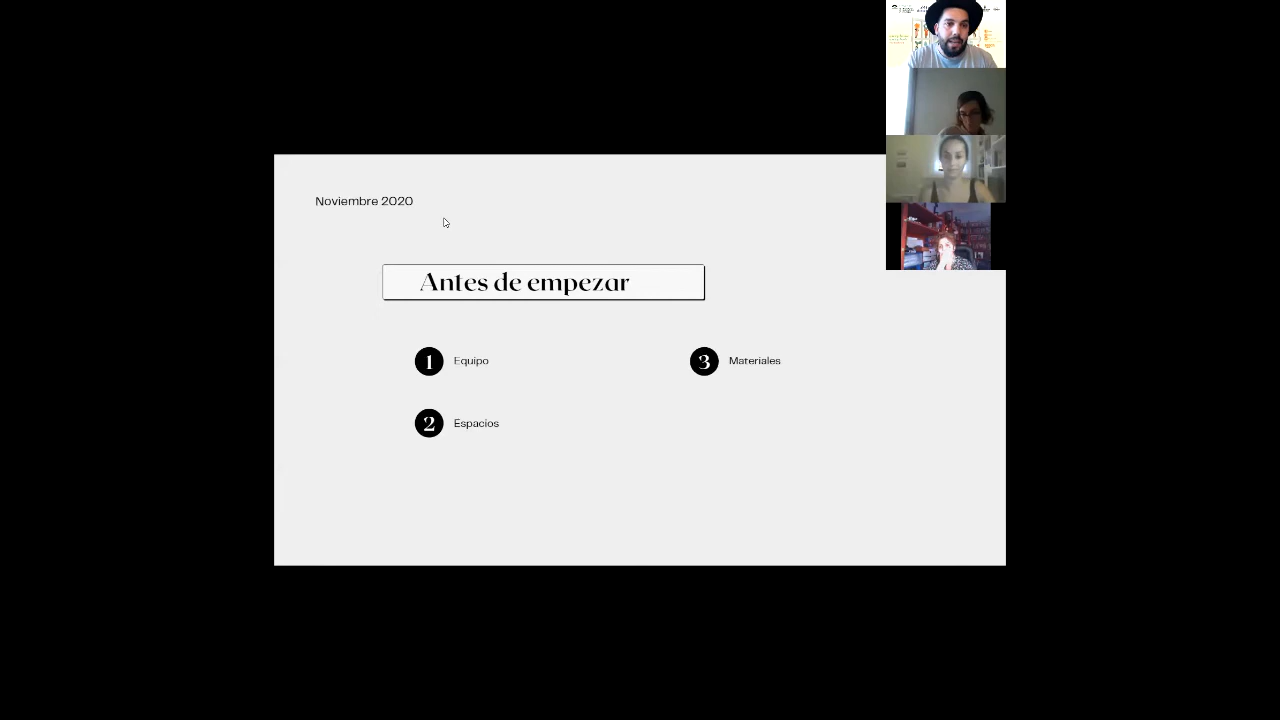 Noviembre 2020
Antes de empezar
1 Equipo
2 Espacios
3 Materiales